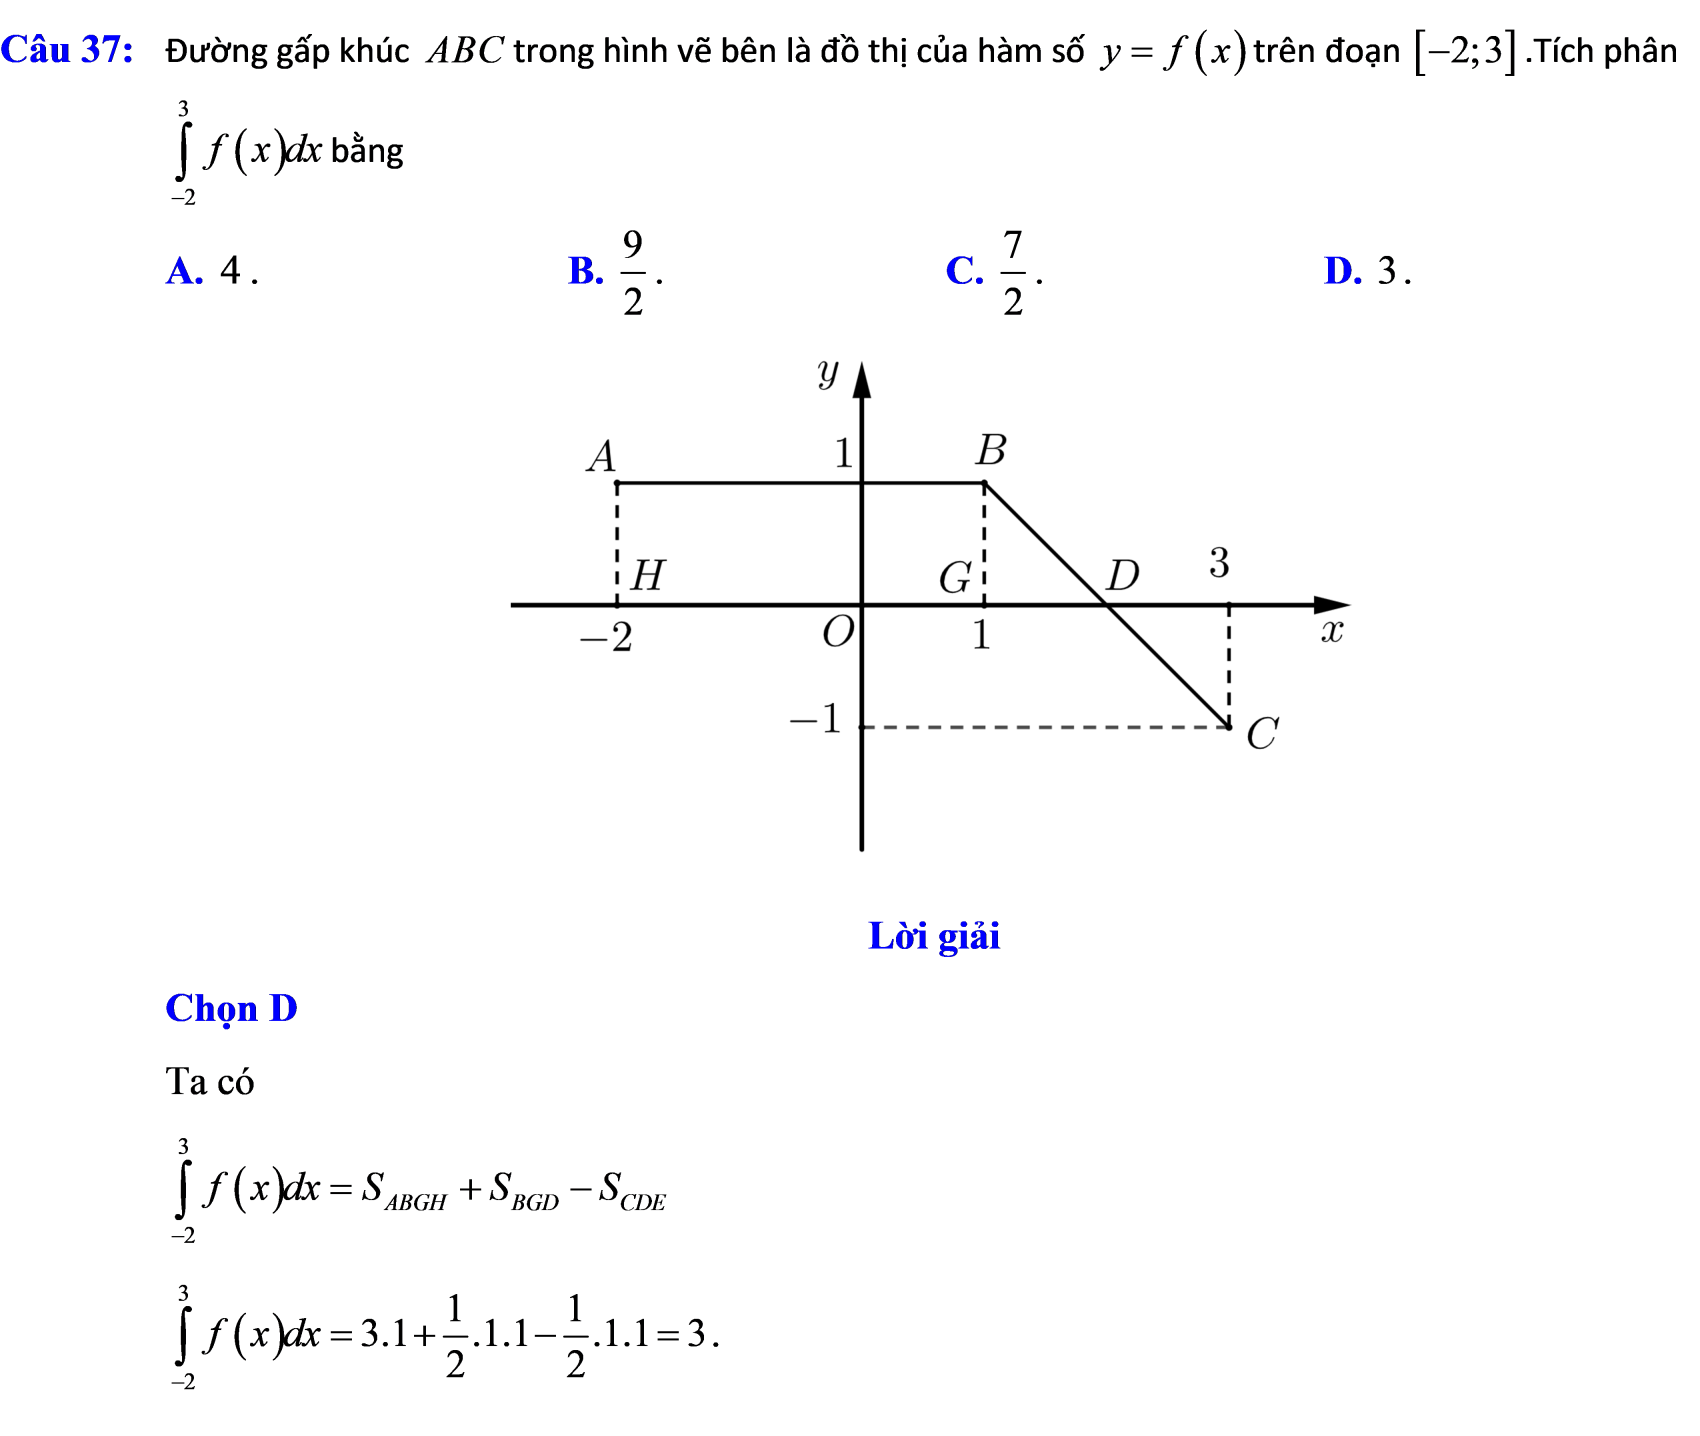 Câu 37: Đường gấp khúc ABC trong hình vẽ bên là đồ thị của hàm số y = f(x) trên đoạn [−2;3].Tích phân
∫_{−2}^{3} f(x)dx bằng
A. 4. B. 9/2. C. 7/2. D. 3.
y
A 1 B
H G D 3
−2 O 1 x
−1 C
Lời giải
Chọn D
Ta có
∫_{−2}^{3} f(x)dx = S_{ABGH} + S_{BGD} − S_{CDE}
∫_{−2}^{3} f(x)dx = 3.1 + 1/2.1.1 − 1/2.1.1 = 3.